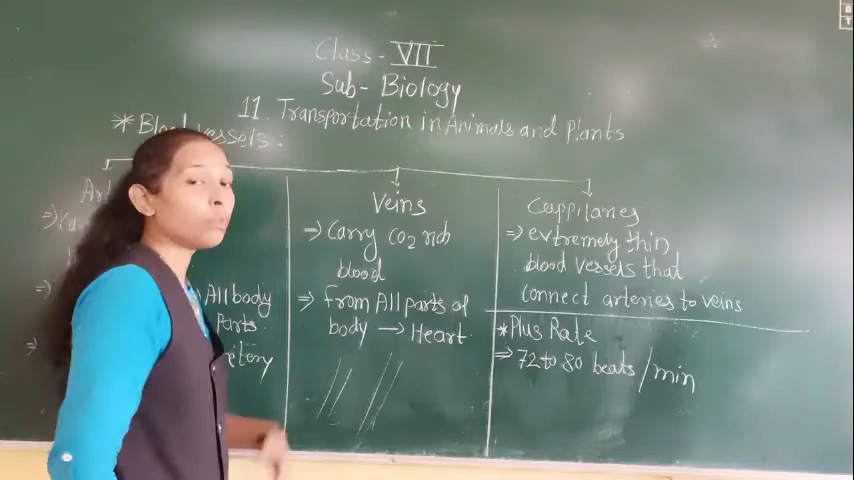 Class - VII
Sub - Biology
11. Transportation in Animals and Plants
* Blood vessels :
Art
All body
parts
Veins
⇒ Carry CO2 rich
blood
⇒ from All parts of
body → Heart
Cappilaries
⇒ extremely thin
blood vessels that
connect arteries to veins
* Plus Rate
⇒ 72 to 80 beats / min